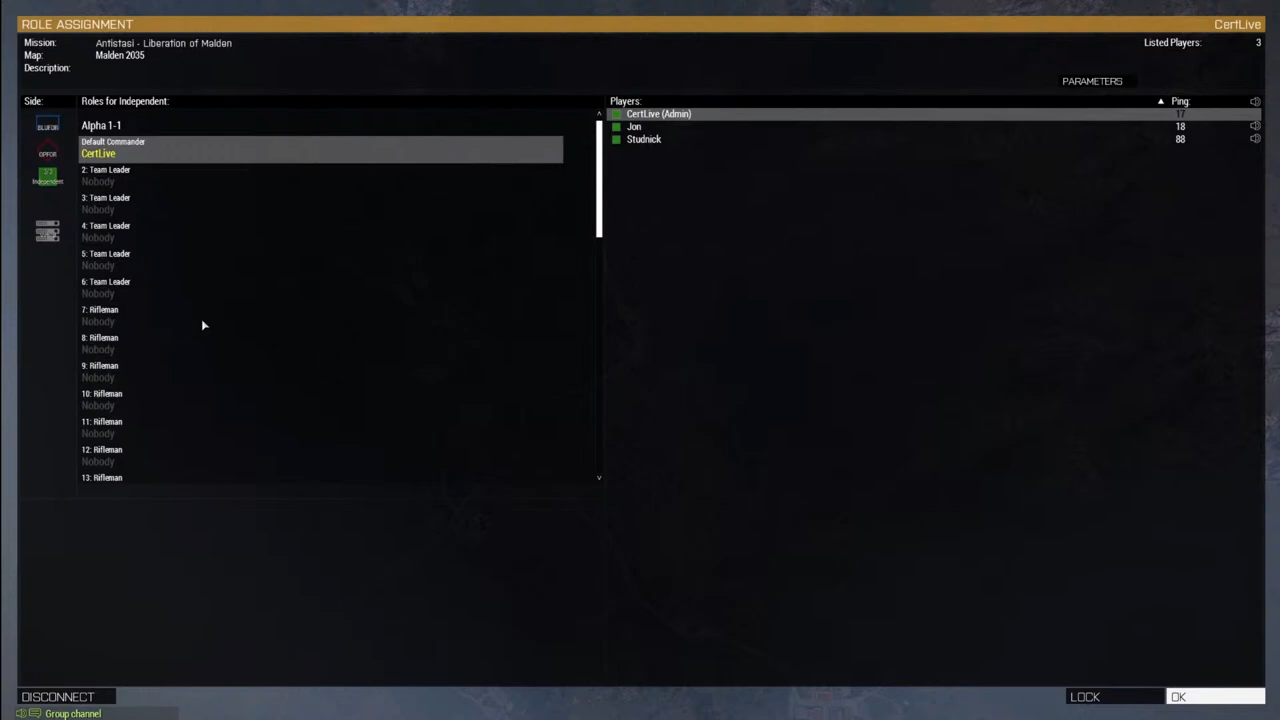 ROLE ASSIGNMENT
CertLive
Mission: Antistasi - Liberation of Malden
Listed Players: 3
Map: Malden 2035
Description:
PARAMETERS
Side:
Roles for Independent:
Players:
Ping:
BLUFOR
OPFOR
3/3
Independent
Alpha 1-1
Default Commander
CertLive
2: Team Leader
Nobody
3: Team Leader
Nobody
4: Team Leader
Nobody
5: Team Leader
Nobody
6: Team Leader
Nobody
7: Rifleman
Nobody
8: Rifleman
Nobody
9: Rifleman
Nobody
10: Rifleman
Nobody
11: Rifleman
Nobody
12: Rifleman
Nobody
13: Rifleman
CertLive (Admin) 17
Jon 18
Studnick 88
DISCONNECT
LOCK
OK
Group channel